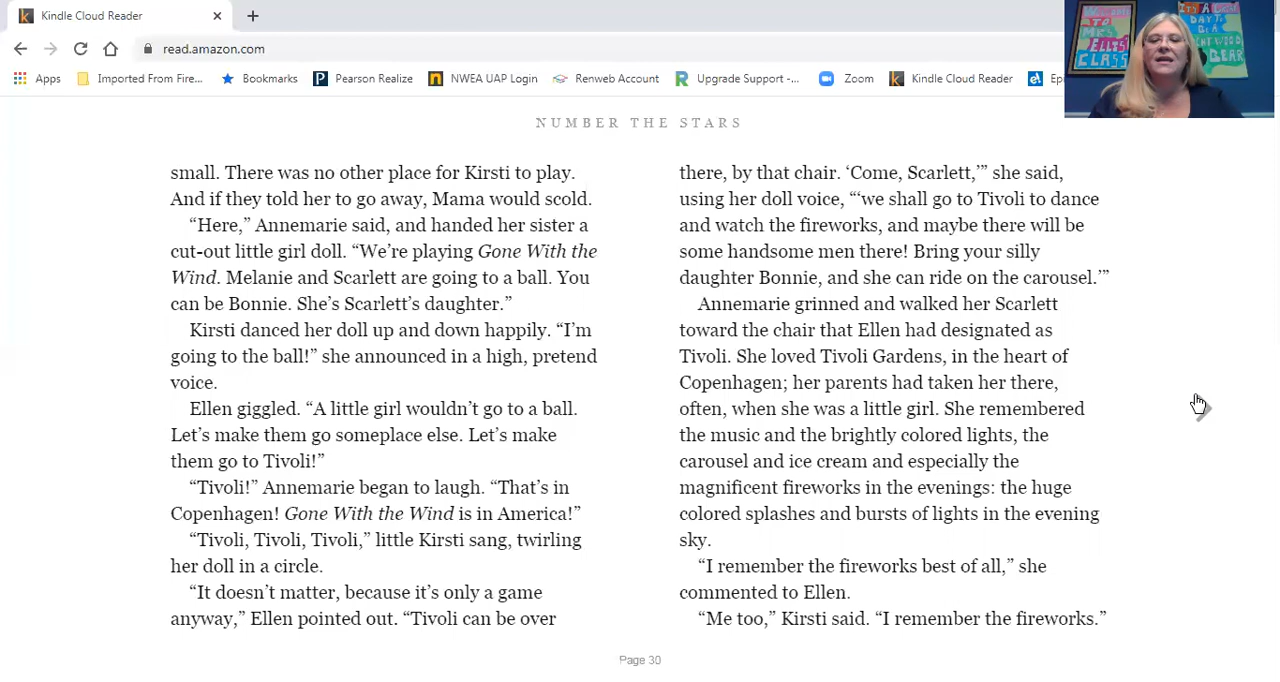 Kindle Cloud Reader
read.amazon.com
Apps
Imported From Fire...
Bookmarks
Pearson Realize
NWEA UAP Login
Renweb Account
Upgrade Support -...
Zoom
Kindle Cloud Reader
TO
MRS
ELLIS'
CLASS
IT'S A GREAT
DAY TO
BE A
BEAR
NUMBER THE STARS
small. There was no other place for Kirsti to play.
And if they told her to go away, Mama would scold.
“Here,” Annemarie said, and handed her sister a
cut-out little girl doll. “We’re playing Gone With the
Wind. Melanie and Scarlett are going to a ball. You
can be Bonnie. She’s Scarlett’s daughter.”
Kirsti danced her doll up and down happily. “I’m
going to the ball!” she announced in a high, pretend
voice.
Ellen giggled. “A little girl wouldn’t go to a ball.
Let’s make them go someplace else. Let’s make
them go to Tivoli!”
“Tivoli!” Annemarie began to laugh. “That’s in
Copenhagen! Gone With the Wind is in America!”
“Tivoli, Tivoli, Tivoli,” little Kirsti sang, twirling
her doll in a circle.
“It doesn’t matter, because it’s only a game
anyway,” Ellen pointed out. “Tivoli can be over
there, by that chair. ‘Come, Scarlett,’” she said,
using her doll voice, “‘we shall go to Tivoli to dance
and watch the fireworks, and maybe there will be
some handsome men there! Bring your silly
daughter Bonnie, and she can ride on the carousel.’”
Annemarie grinned and walked her Scarlett
toward the chair that Ellen had designated as
Tivoli. She loved Tivoli Gardens, in the heart of
Copenhagen; her parents had taken her there,
often, when she was a little girl. She remembered
the music and the brightly colored lights, the
carousel and ice cream and especially the
magnificent fireworks in the evenings: the huge
colored splashes and bursts of lights in the evening
sky.
“I remember the fireworks best of all,” she
commented to Ellen.
“Me too,” Kirsti said. “I remember the fireworks.”
Page 30